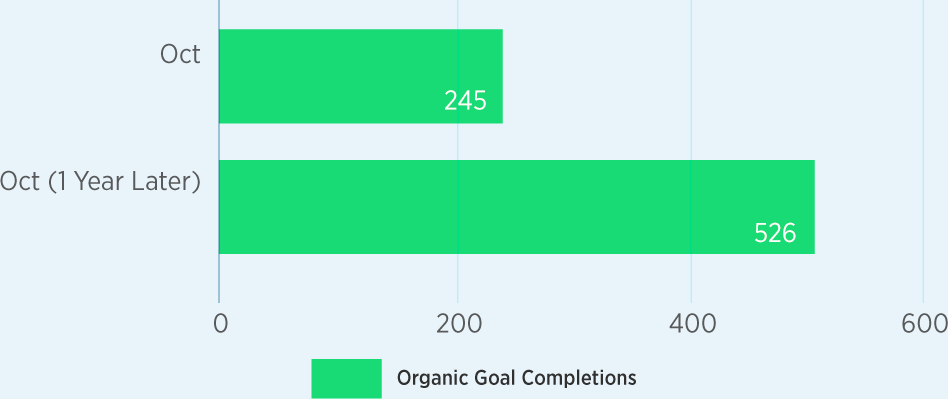 Oct
245
Oct (1 Year Later)
526
0 200 400 600
Organic Goal Completions